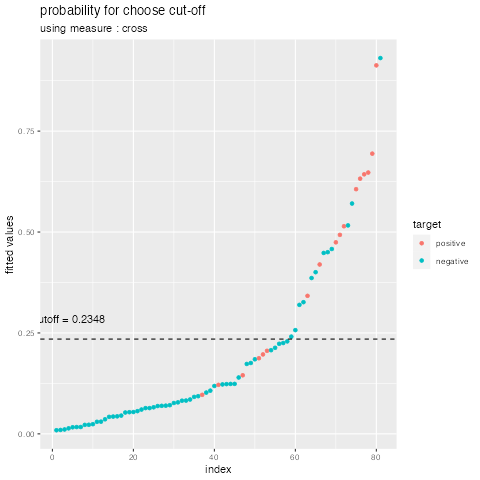 probability for choose cut-off
using measure : cross
fitted values
0.75
0.50
0.25
0.00
utoff = 0.2348
0
20
40
60
80
index
target
positive
negative